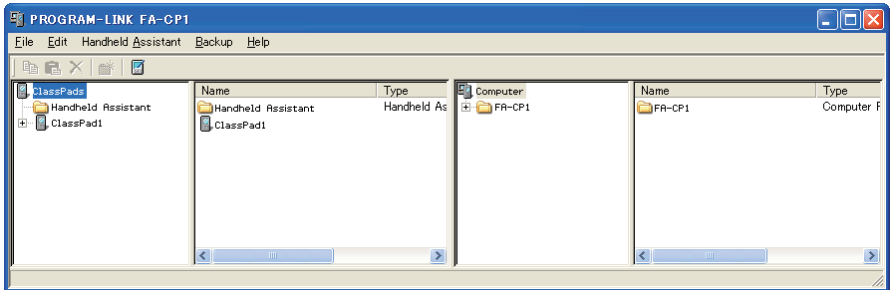 PROGRAM-LINK FA-CP1
File Edit Handheld Assistant Backup Help
ClassPads
Handheld Assistant
ClassPad1
Name Type
Handheld Assistant Handheld As
ClassPad1
Computer
FA-CP1
Name Type
FA-CP1 Computer F